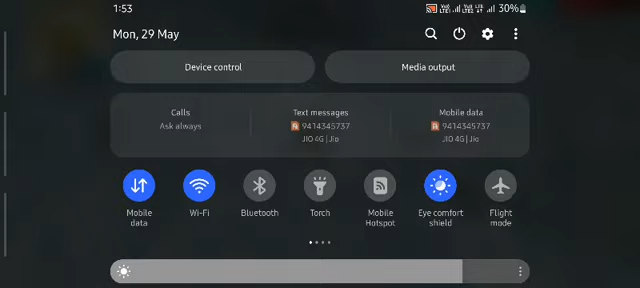 1:53
30%
Mon, 29 May
Device control
Media output
Calls
Ask always
Text messages
9414345737
JIO 4G | Jio
Mobile data
9414345737
JIO 4G | Jio
Mobile data
Wi-Fi
Bluetooth
Torch
Mobile Hotspot
Eye comfort shield
Flight mode